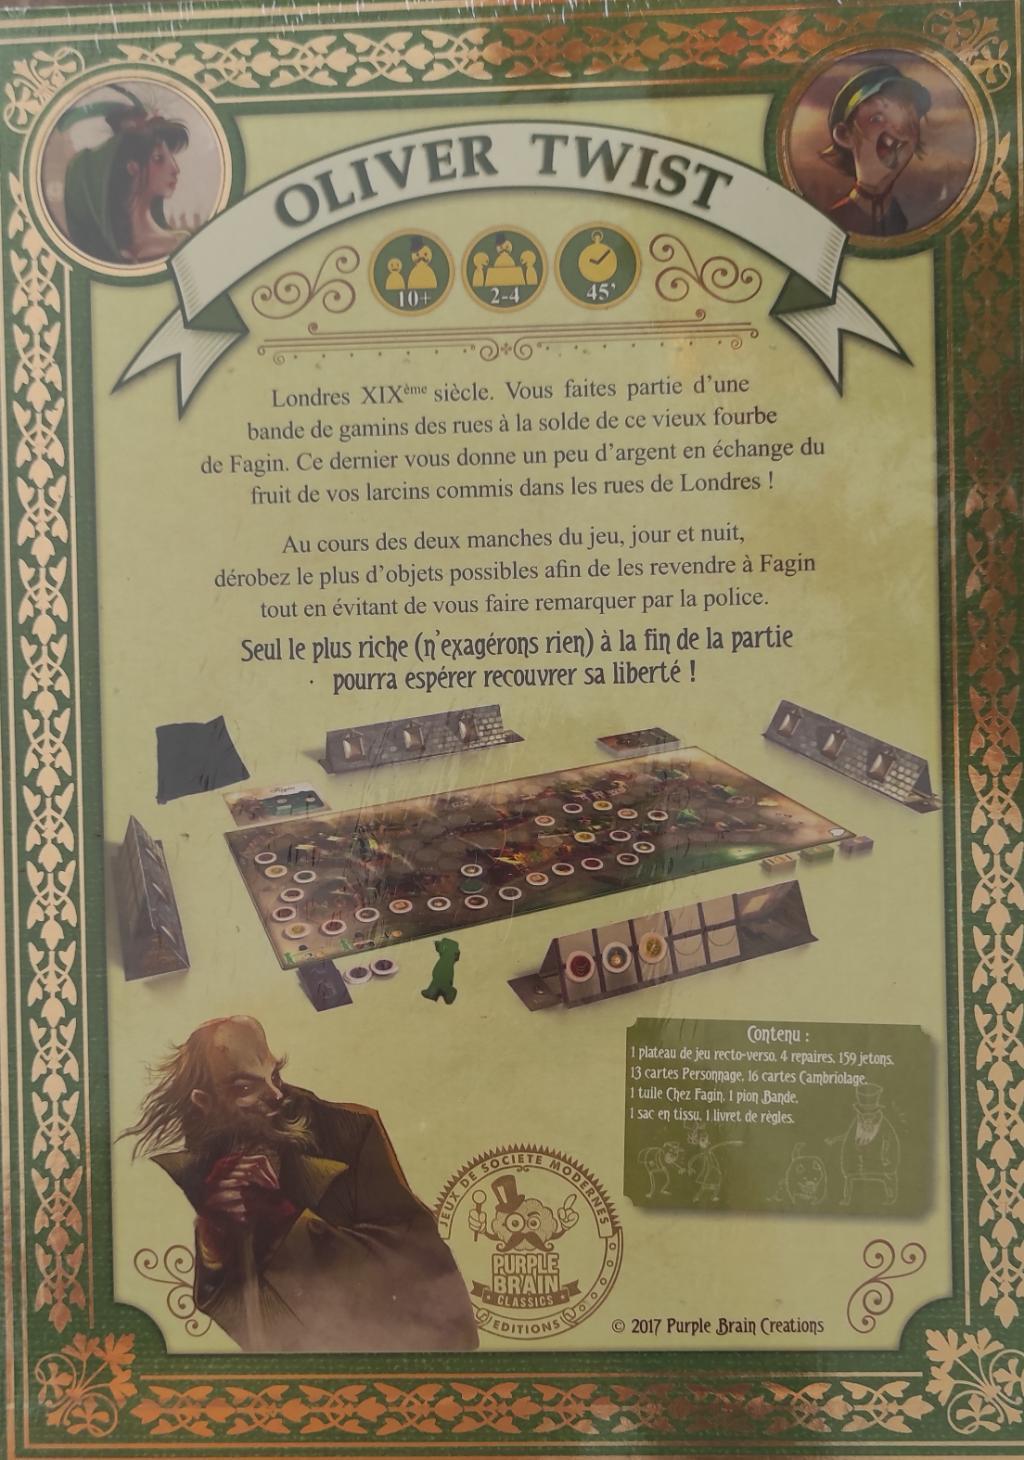 OLIVER TWIST
10+
2-4
45'
Londres XIXème siècle. Vous faites partie d'une
bande de gamins des rues à la solde de ce vieux fourbe
de Fagin. Ce dernier vous donne un peu d'argent en échange du
fruit de vos larcins commis dans les rues de Londres !
Au cours des deux manches du jeu, jour et nuit,
dérobez le plus d'objets possibles afin de les revendre à Fagin
tout en évitant de vous faire remarquer par la police.
Seul le plus riche (n'exagérons rien) à la fin de la partie
pourra espérer recouvrer sa liberté !
Contenu :
1 plateau de jeu recto-verso, 4 repaires, 159 jetons,
13 cartes Personnage, 16 cartes Cambriolage,
1 tuile Chez Fagin, 1 pion Bande,
1 sac en tissu, 1 livret de règles.
JEUX DE SOCIETE MODERNES
PURPLE
BRAIN
CLASSICS
EDITIONS
© 2017 Purple Brain Creations